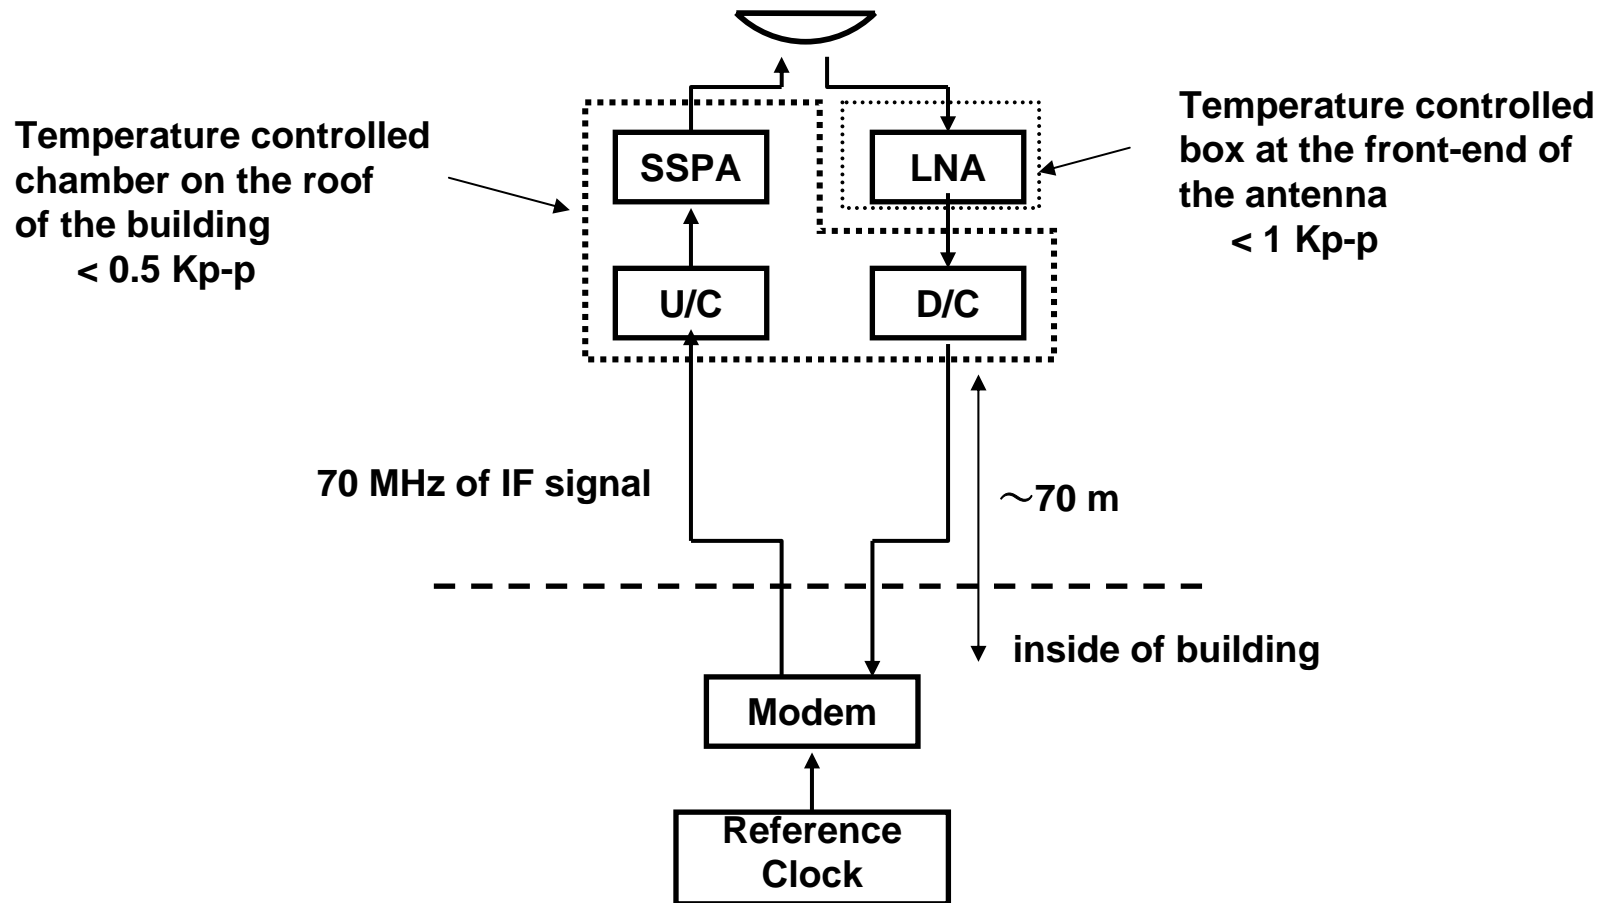 Temperature controlled
chamber on the roof
of the building
< 0.5 Kp-p
SSPA
LNA
Temperature controlled
box at the front-end of
the antenna
< 1 Kp-p
U/C
D/C
70 MHz of IF signal
～70 m
inside of building
Modem
Reference
Clock